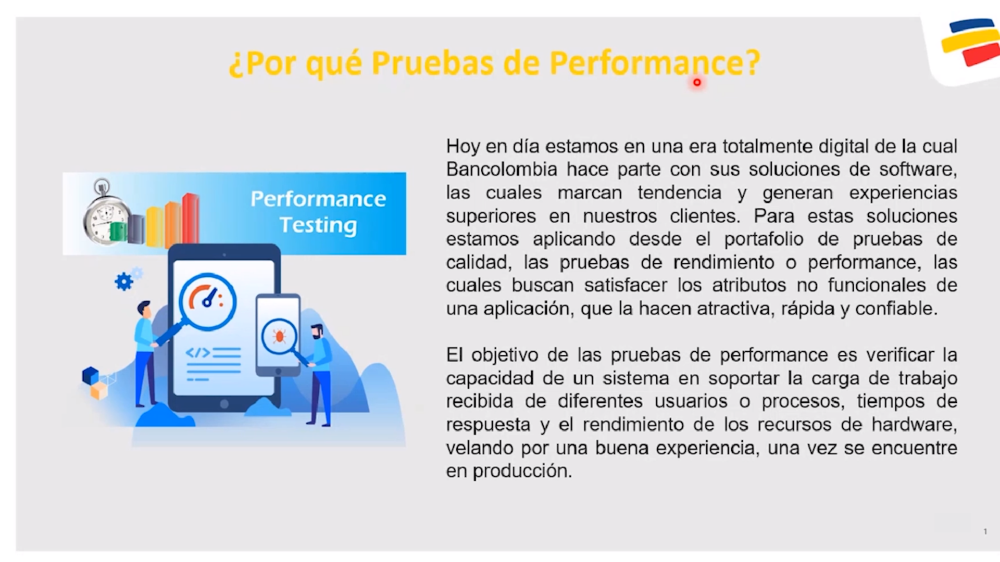 ¿Por qué Pruebas de Performance?
Performance
Testing
</>
Hoy en día estamos en una era totalmente digital de la cual
Bancolombia hace parte con sus soluciones de software,
las cuales marcan tendencia y generan experiencias
superiores en nuestros clientes. Para estas soluciones
estamos aplicando desde el portafolio de pruebas de
calidad, las pruebas de rendimiento o performance, las
cuales buscan satisfacer los atributos no funcionales de
una aplicación, que la hacen atractiva, rápida y confiable.
El objetivo de las pruebas de performance es verificar la
capacidad de un sistema en soportar la carga de trabajo
recibida de diferentes usuarios o procesos, tiempos de
respuesta y el rendimiento de los recursos de hardware,
velando por una buena experiencia, una vez se encuentre
en producción.
1